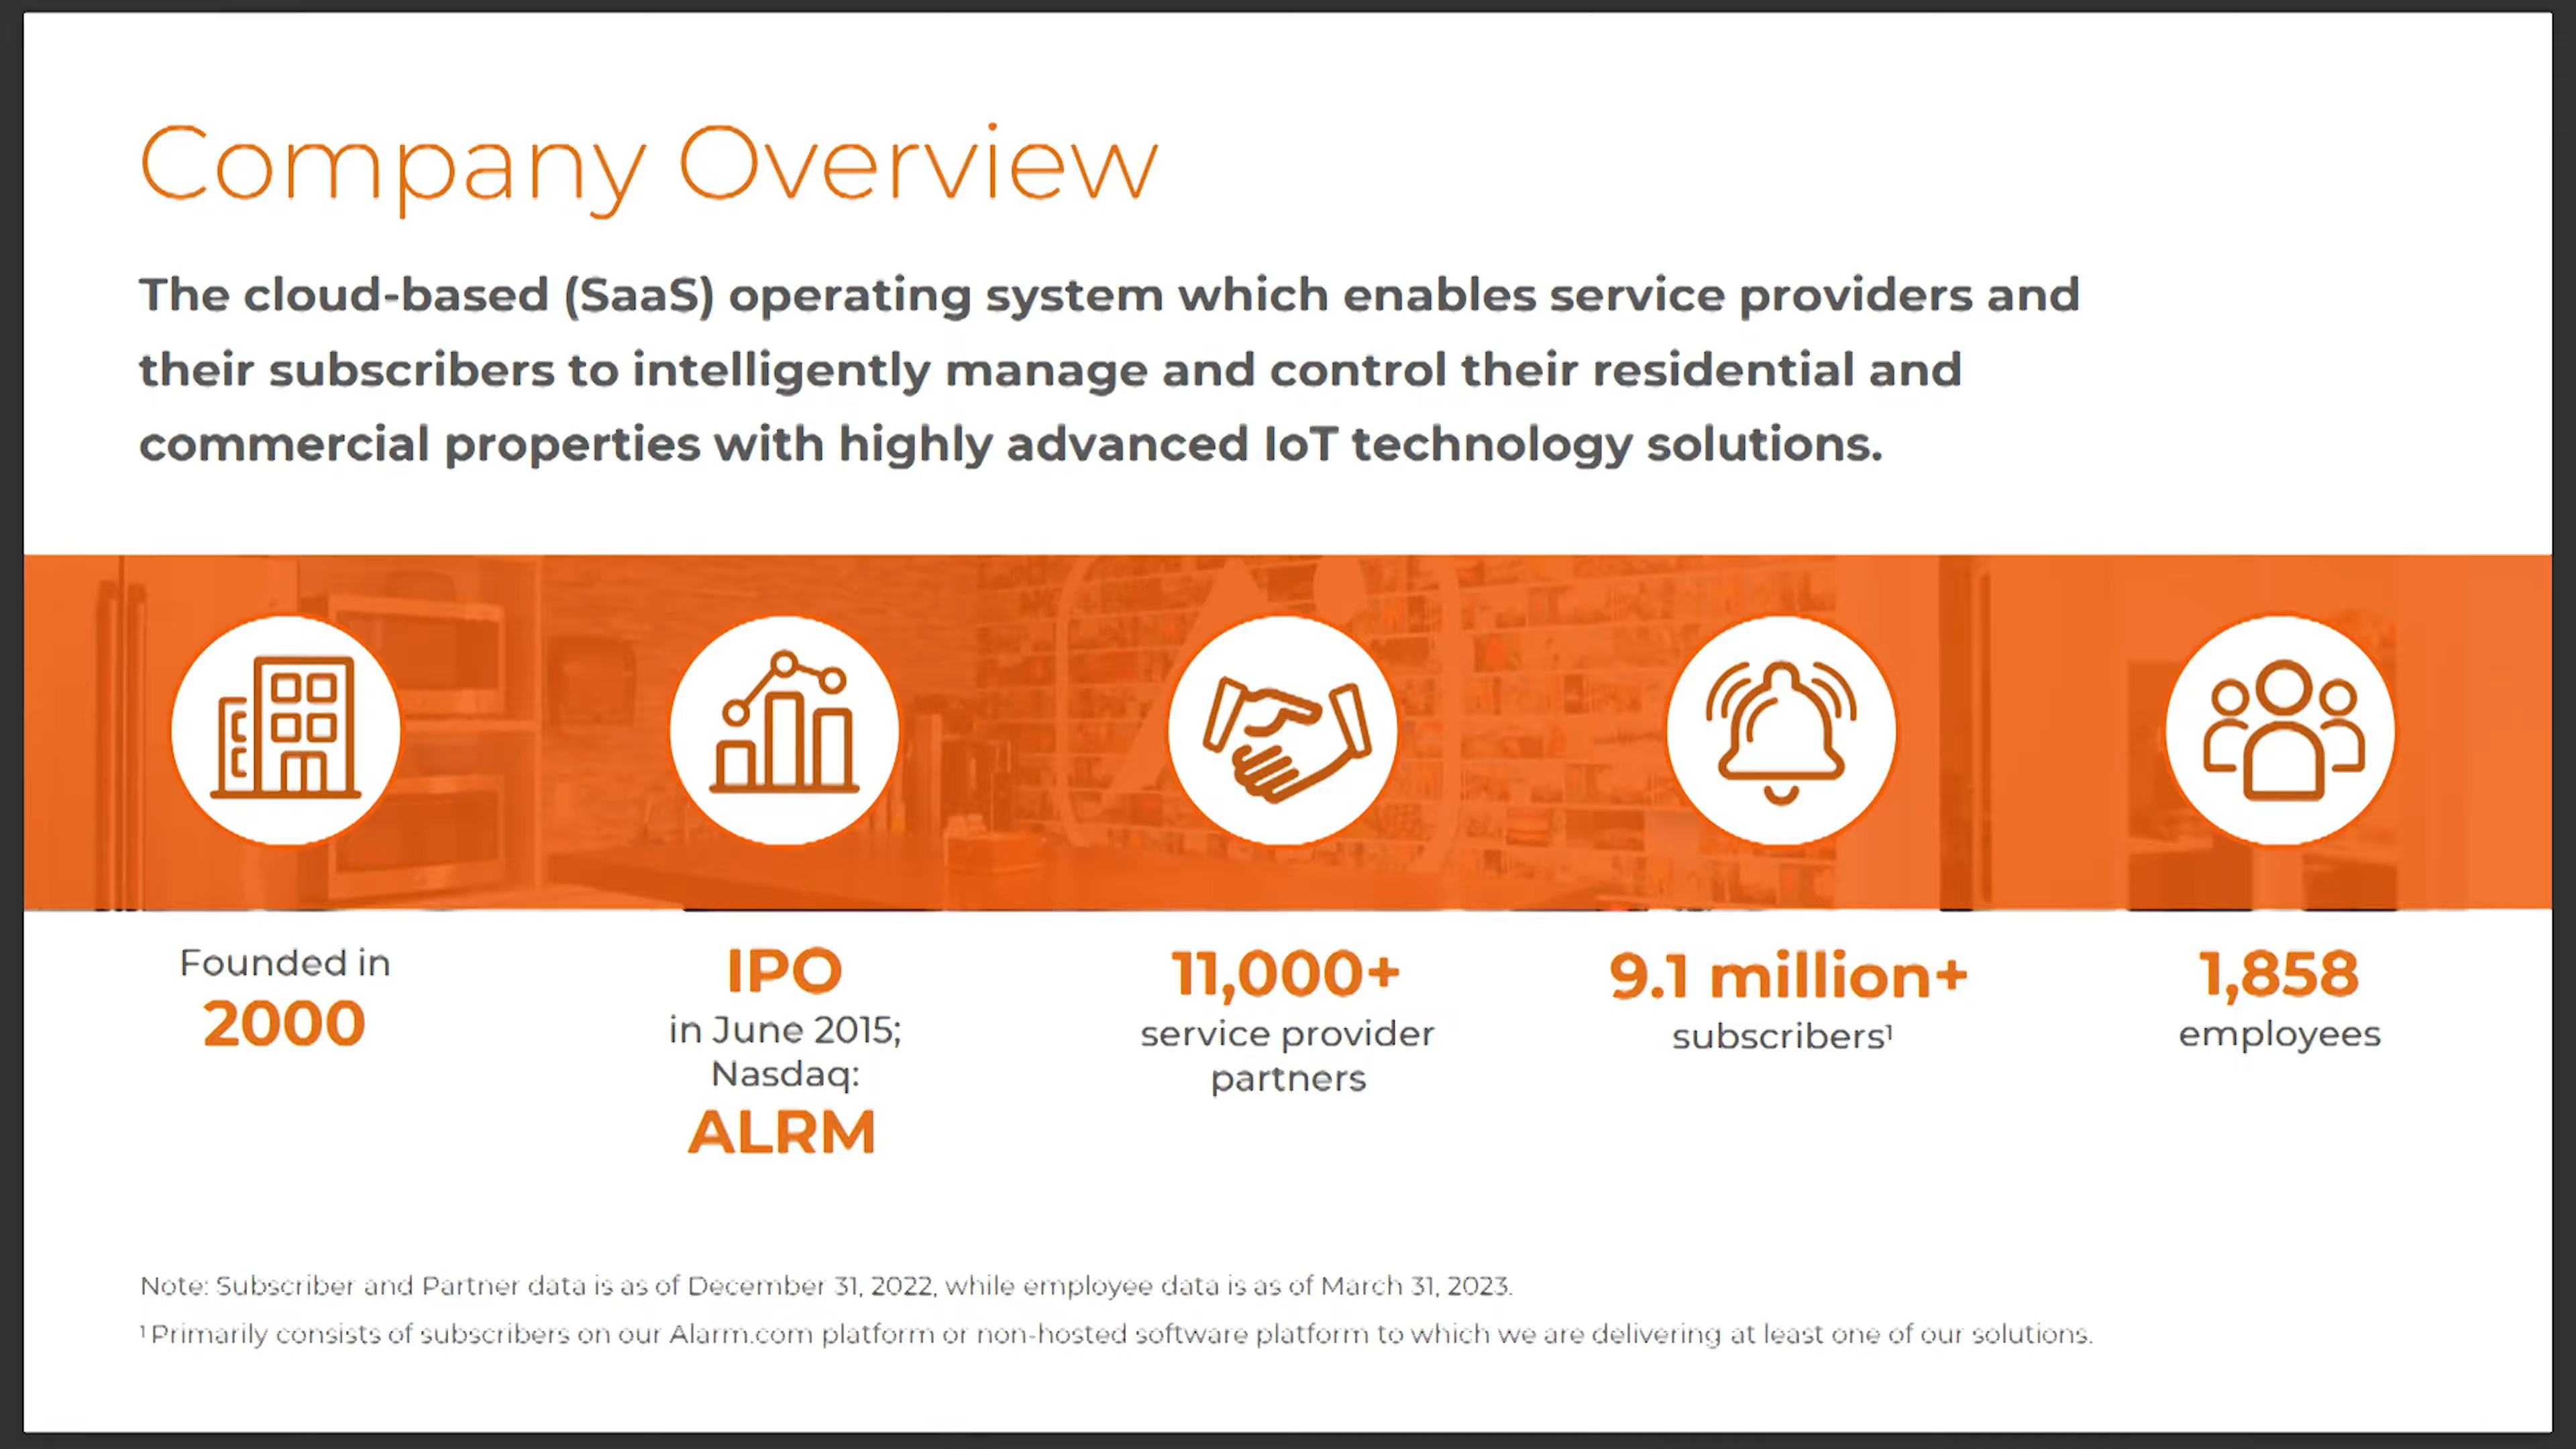 Company Overview
The cloud-based (SaaS) operating system which enables service providers and
their subscribers to intelligently manage and control their residential and
commercial properties with highly advanced IoT technology solutions.
Founded in
2000
IPO
in June 2015;
Nasdaq:
ALRM
11,000+
service provider
partners
9.1 million+
subscribers¹
1,858
employees
Note: Subscriber and Partner data is as of December 31, 2022, while employee data is as of March 31, 2023.
¹ Primarily consists of subscribers on our Alarm.com platform or non-hosted software platform to which we are delivering at least one of our solutions.